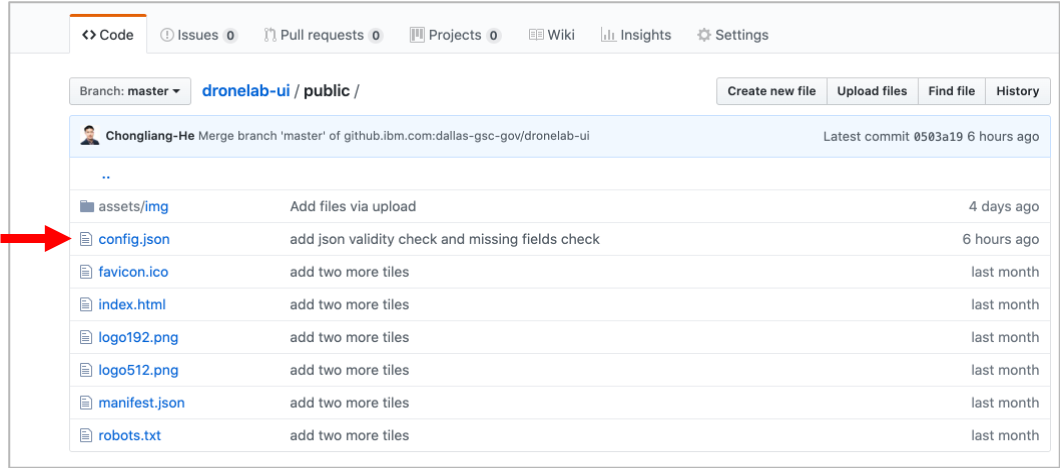 <> Code Issues 0 Pull requests 0 Projects 0 Wiki Insights Settings
Branch: master dronelab-ui / public / Create new file Upload files Find file History
Chongliang-He Merge branch 'master' of github.ibm.com:dallas-gsc-gov/dronelab-ui Latest commit 0503a19 6 hours ago
..
assets/img Add files via upload 4 days ago
config.json add json validity check and missing fields check 6 hours ago
favicon.ico add two more tiles last month
index.html add two more tiles last month
logo192.png add two more tiles last month
logo512.png add two more tiles last month
manifest.json add two more tiles last month
robots.txt add two more tiles last month